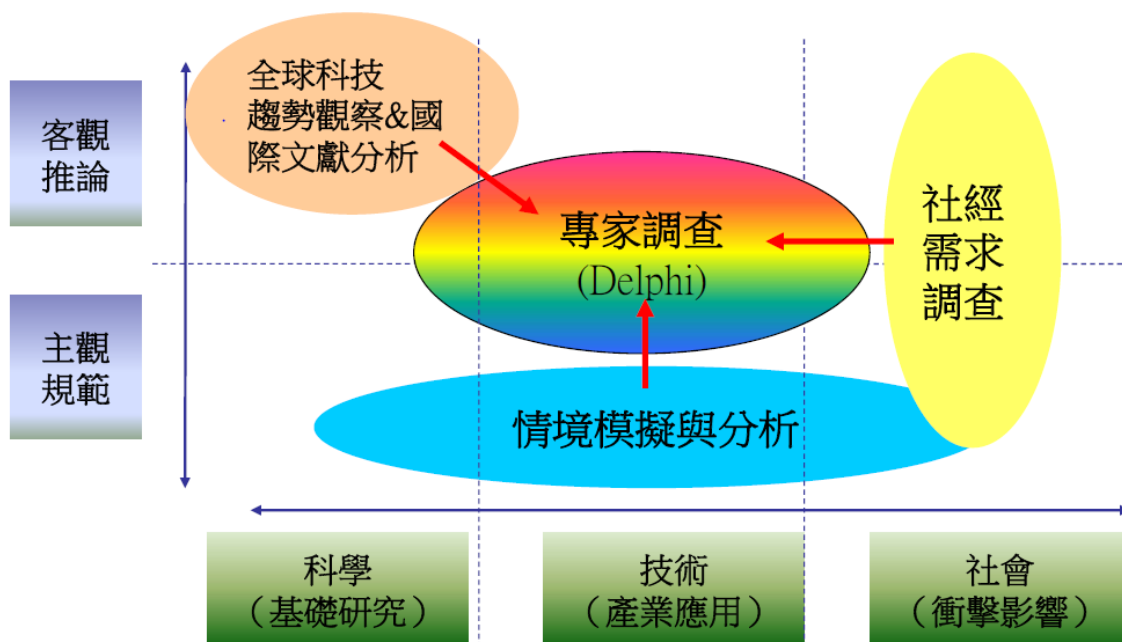 客觀
推論
主觀
規範
全球科技
趨勢觀察&國
際文獻分析
專家調查
(Delphi)
社經
需求
調查
情境模擬與分析
科學
（基礎研究）
技術
（產業應用）
社會
（衝擊影響）